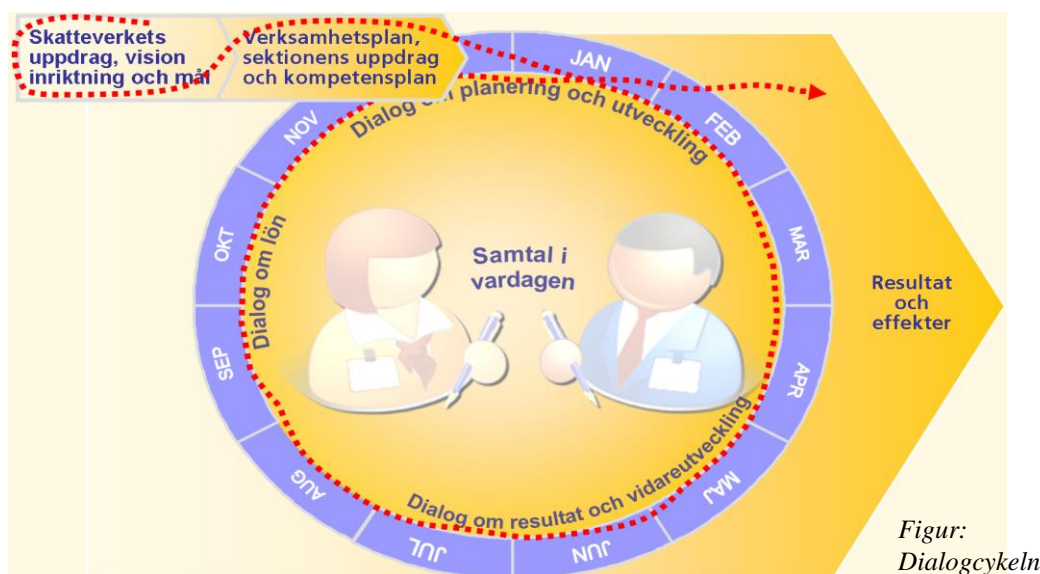 Skatteverkets
uppdrag, vision
inriktning och mål
Verksamhetsplan,
sektionens uppdrag
och kompetensplan
JAN
FEB
MAR
APR
MAJ
JUN
JUL
AUG
SEP
OKT
NOV
Dialog om planering och utveckling
Dialog om lön
Samtal i
vardagen
Dialog om resultat och vidareutveckling
Resultat
och
effekter
Figur:
Dialogcykeln